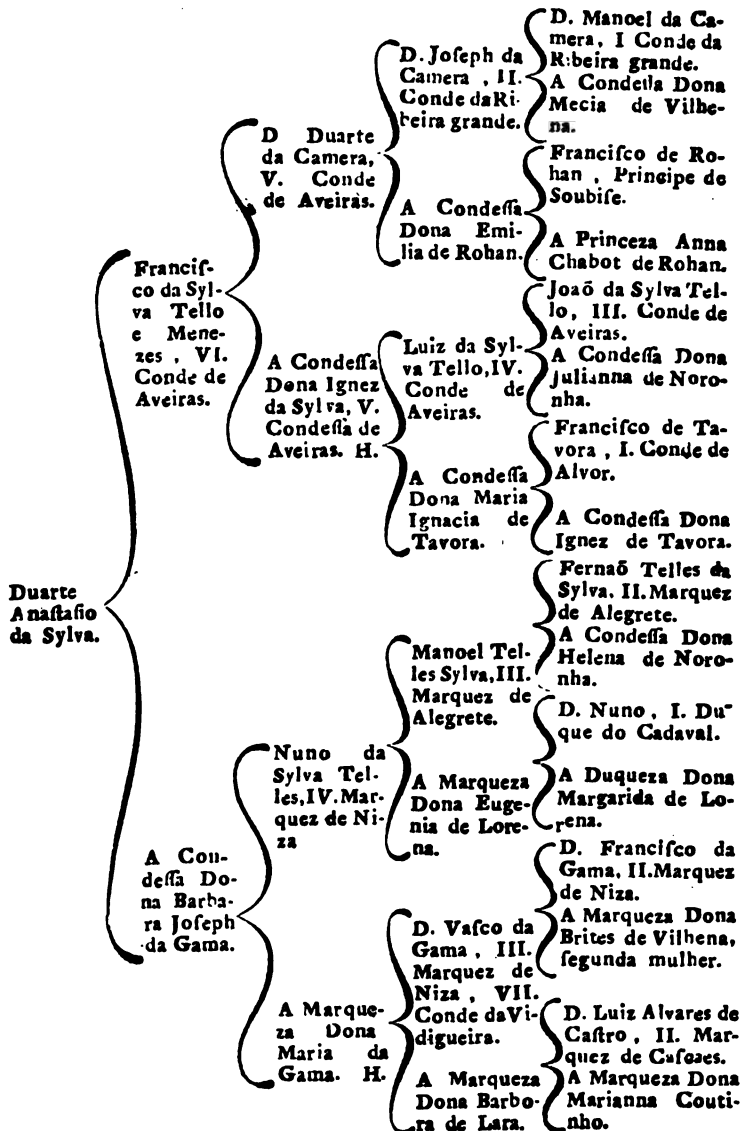 Duarte
Anaſtaſio
da Sylva.
Franciſ-
co da Syl-
va Tello
e Mene-
zes , VI.
Conde de
Aveiras.
A Con-
deſſa Do-
na Barba-
ra Joſeph
da Gama.
D Duarte
da Camera,
V. Conde
de Aveiras.
A Condeſſa
Dona Ignez
da Sylva, V.
Condeſſa de
Aveiras. H.
Nuno da
Sylva Tel-
les, IV. Mar-
quez de Ni-
za
A Marque-
za Dona
Maria da
Gama. H.
D. Joſeph da
Camera , II.
Conde da Ri-
beira grande.
A Condeſſa
Dona Emi-
lia de Rohan.
Luiz da Syl-
va Tello, IV.
Conde de
Aveiras.
A Condeſſa
Dona Maria
Ignacia de
Tavora.
Manoel Tel-
les Sylva, III.
Marquez de
Alegrete.
A Marqueza
Dona Euge-
nia de Lore-
na.
D. Vaſco da
Gama , III.
Marquez de
Niza , VII.
Conde da Vi-
digueira.
A Marqueza
Dona Barbo-
ra de Lara.
D. Manoel da Ca-
mera, I Conde da
Ribeira grande.
A Condeſſa Dona
Mecia de Vilhe-
na.
Franciſco de Ro-
han , Principe de
Soubiſe.
A Princeza Anna
Chabot de Rohan.
Joaõ da Sylva Tel-
lo, III. Conde de
Aveiras.
A Condeſſa Dona
Julianna de Noro-
nha.
Franciſco de Ta-
vora , I. Conde de
Alvor.
A Condeſſa Dona
Ignez de Tavora.
Fernaõ Telles da
Sylva, II. Marquez
de Alegrete.
A Condeſſa Dona
Helena de Noro-
nha.
D. Nuno , I. Du-
que do Cadaval.
A Duqueza Dona
Margarida de Lo-
rena.
D. Franciſco da
Gama, II. Marquez
de Niza.
A Marqueza Dona
Brites de Vilhena,
ſegunda mulher.
D. Luiz Alvares de
Caſtro , II. Mar-
quez de Caſcaes.
A Marqueza Dona
Marianna Couti-
nho.